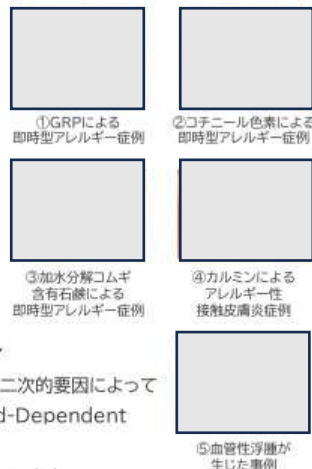 ①GRPによる
即時型アレルギー症例
②コチニール色素による
即時型アレルギー症例
③加水分解コムギ
含有石鹸による
即時型アレルギー症例
④カルミンによる
アレルギー性
接触皮膚炎症例
二次的要因によって
d-Dependent
⑤血管性浮腫が
生じた事例